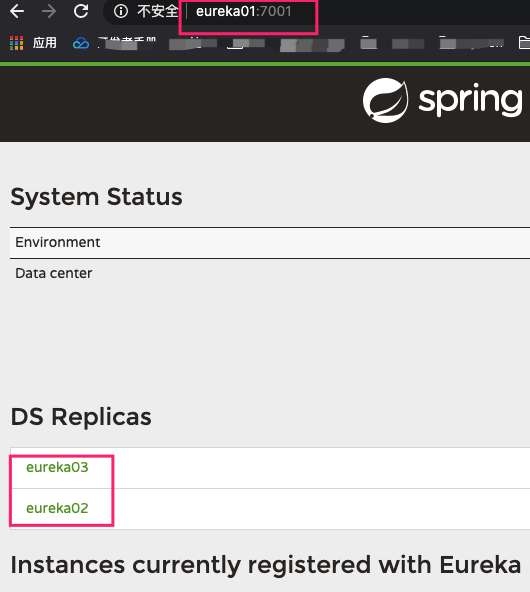 不安全 eureka01:7001
应用
spring
System Status
Environment
Data center
DS Replicas
eureka03
eureka02
Instances currently registered with Eureka